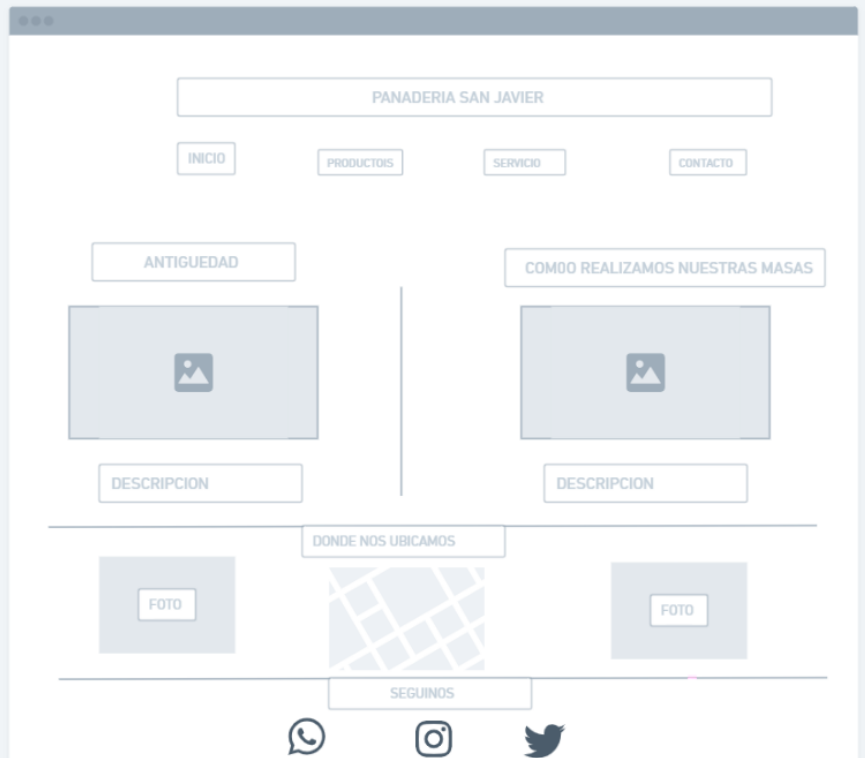 PANADERIA SAN JAVIER
INICIO
PRODUCTOIS
SERVICIO
CONTACTO
ANTIGUEDAD
COMOO REALIZAMOS NUESTRAS MASAS
DESCRIPCION
DESCRIPCION
DONDE NOS UBICAMOS
FOTO
FOTO
SEGUINOS